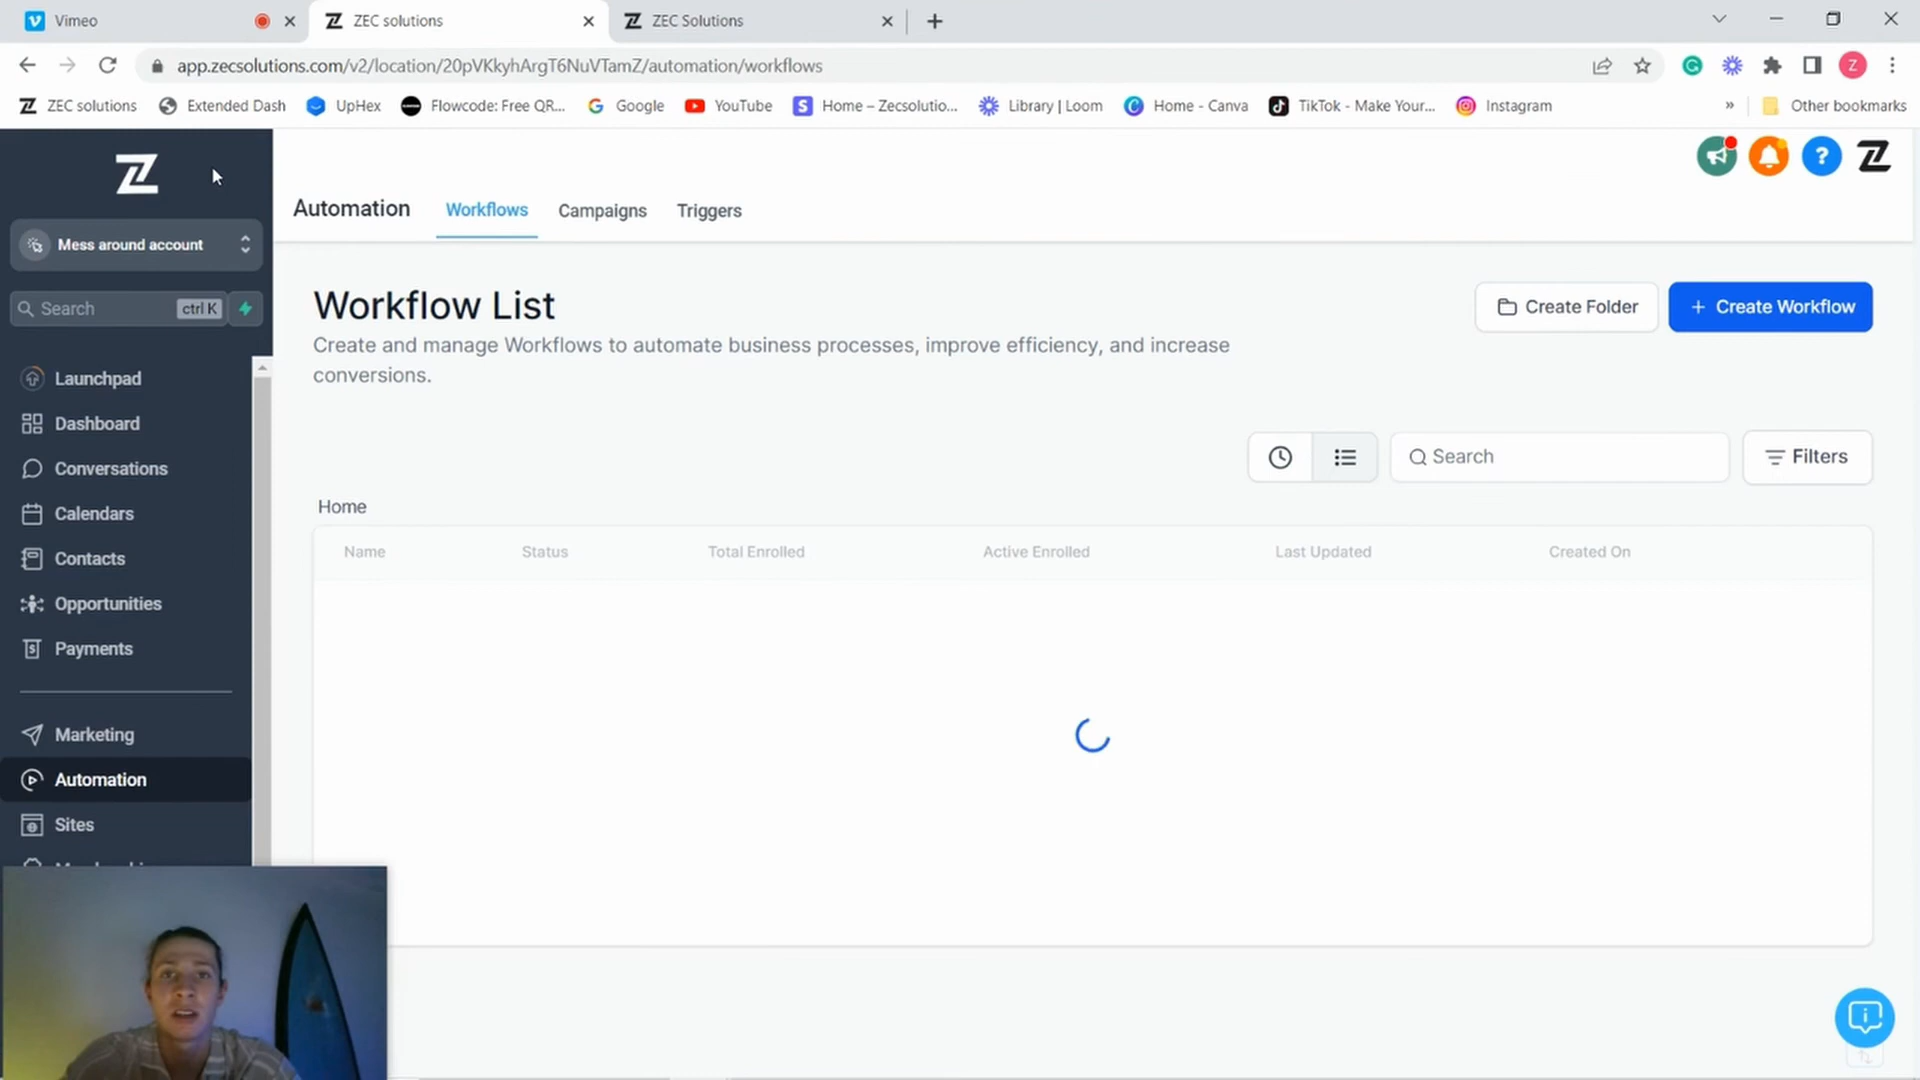 Vimeo
ZEC solutions
ZEC Solutions
app.zecsolutions.com/v2/location/20pVKkyhArgT6NuVTamZ/automation/workflows
Z
ZEC solutions
Extended Dash
UpHex
Flowcode: Free QR...
Google
YouTube
Home – Zecsolutio...
Library | Loom
Home - Canva
TikTok - Make Your...
Instagram
»
Other bookmarks
Mess around account
Search
ctrl K
Launchpad
Dashboard
Conversations
Calendars
Contacts
Opportunities
Payments
Marketing
Automation
Sites
Automation
Workflows
Campaigns
Triggers
Workflow List
Create and manage Workflows to automate business processes, improve efficiency, and increase
conversions.
Create Folder
+ Create Workflow
Search
Filters
Home
Name
Status
Total Enrolled
Active Enrolled
Last Updated
Created On